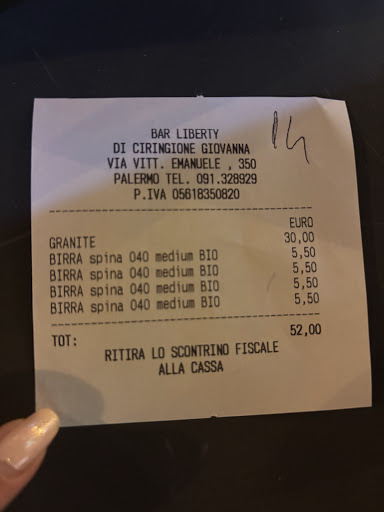 BAR LIBERTY
DI CIRINGIONE GIOVANNA
VIA VITT. EMANUELE , 350
PALERMO TEL. 091.328929
P.IVA 05618350820
14
EURO
GRANITE 30,00
BIRRA spina 040 medium BIO 5,50
BIRRA spina 040 medium BIO 5,50
BIRRA spina 040 medium BIO 5,50
BIRRA spina 040 medium BIO 5,50
TOT: 52,00
RITIRA LO SCONTRINO FISCALE
ALLA CASSA